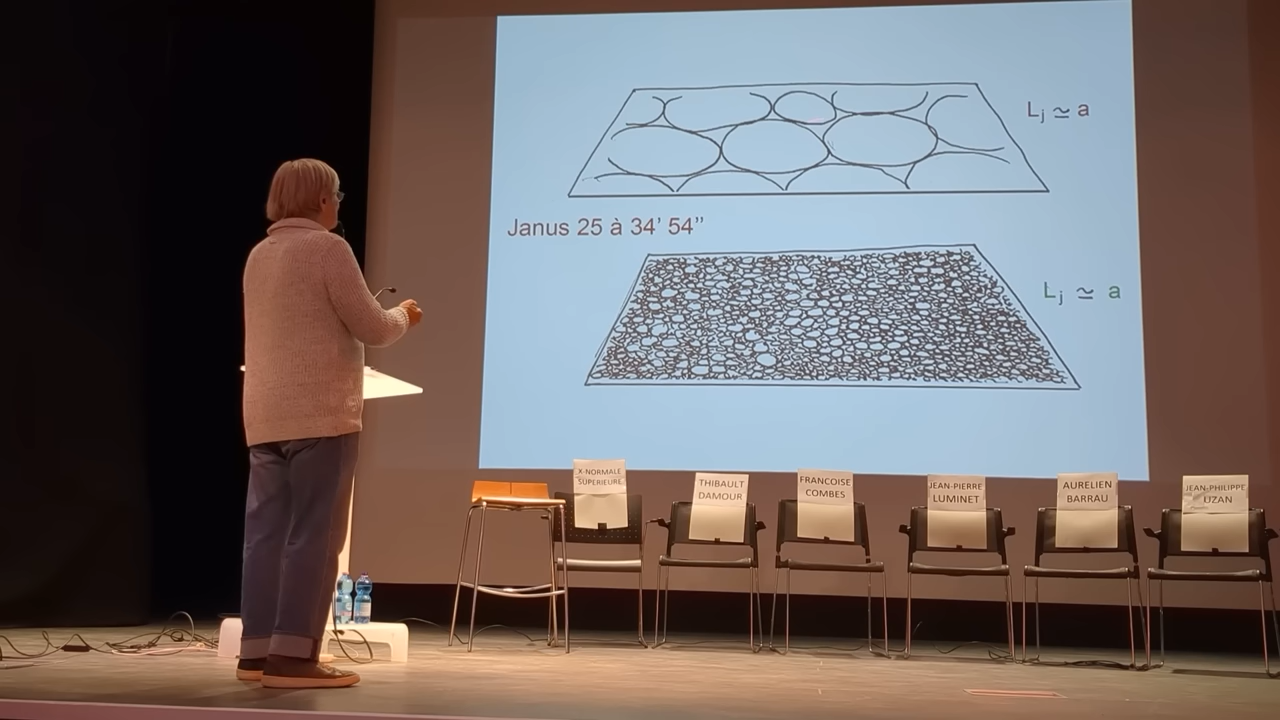 Lj ≃ a
Janus 25 à 34' 54"
Lj ≃ a
X-NORMALE
SUPERIEURE
THIBAULT
DAMOUR
FRANCOISE
COMBES
JEAN-PIERRE
LUMINET
AURELIEN
BARRAU
JEAN-PHILIPPE
UZAN